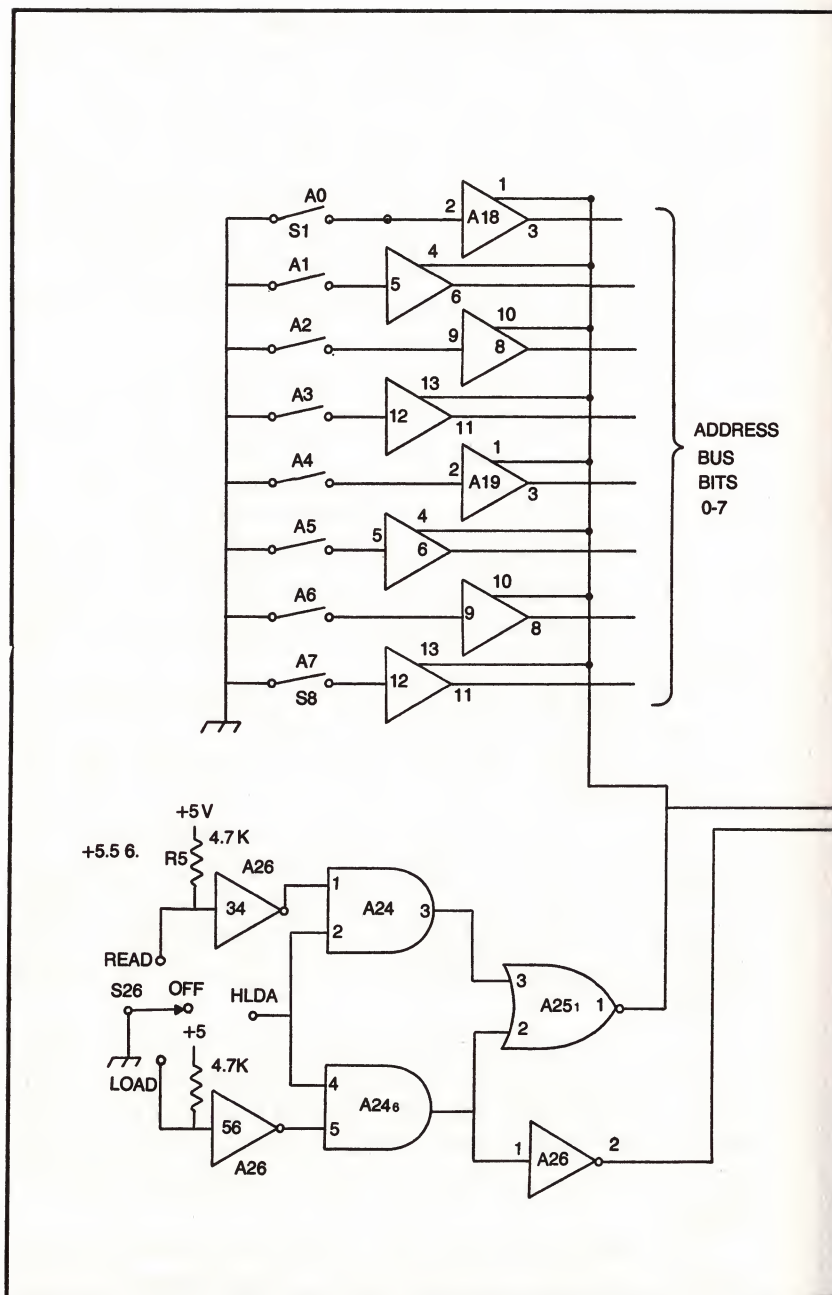 A0
1
2
A18
3
S1
A1
4
5
6
A2
10
9
8
A3
13
12
11
A4
1
2
A19
3
A5
4
5
6
A6
10
9
8
A7
13
12
11
S8
ADDRESS
BUS
BITS
0-7
+5V
4.7K
+5.5 6.
R5
A26
34
1
A24
3
2
READ
3
A25₁ 1
2
S26
OFF
HLDA
+5
LOAD
4.7K
4
A24₆
5
56
A26
1
A26
2